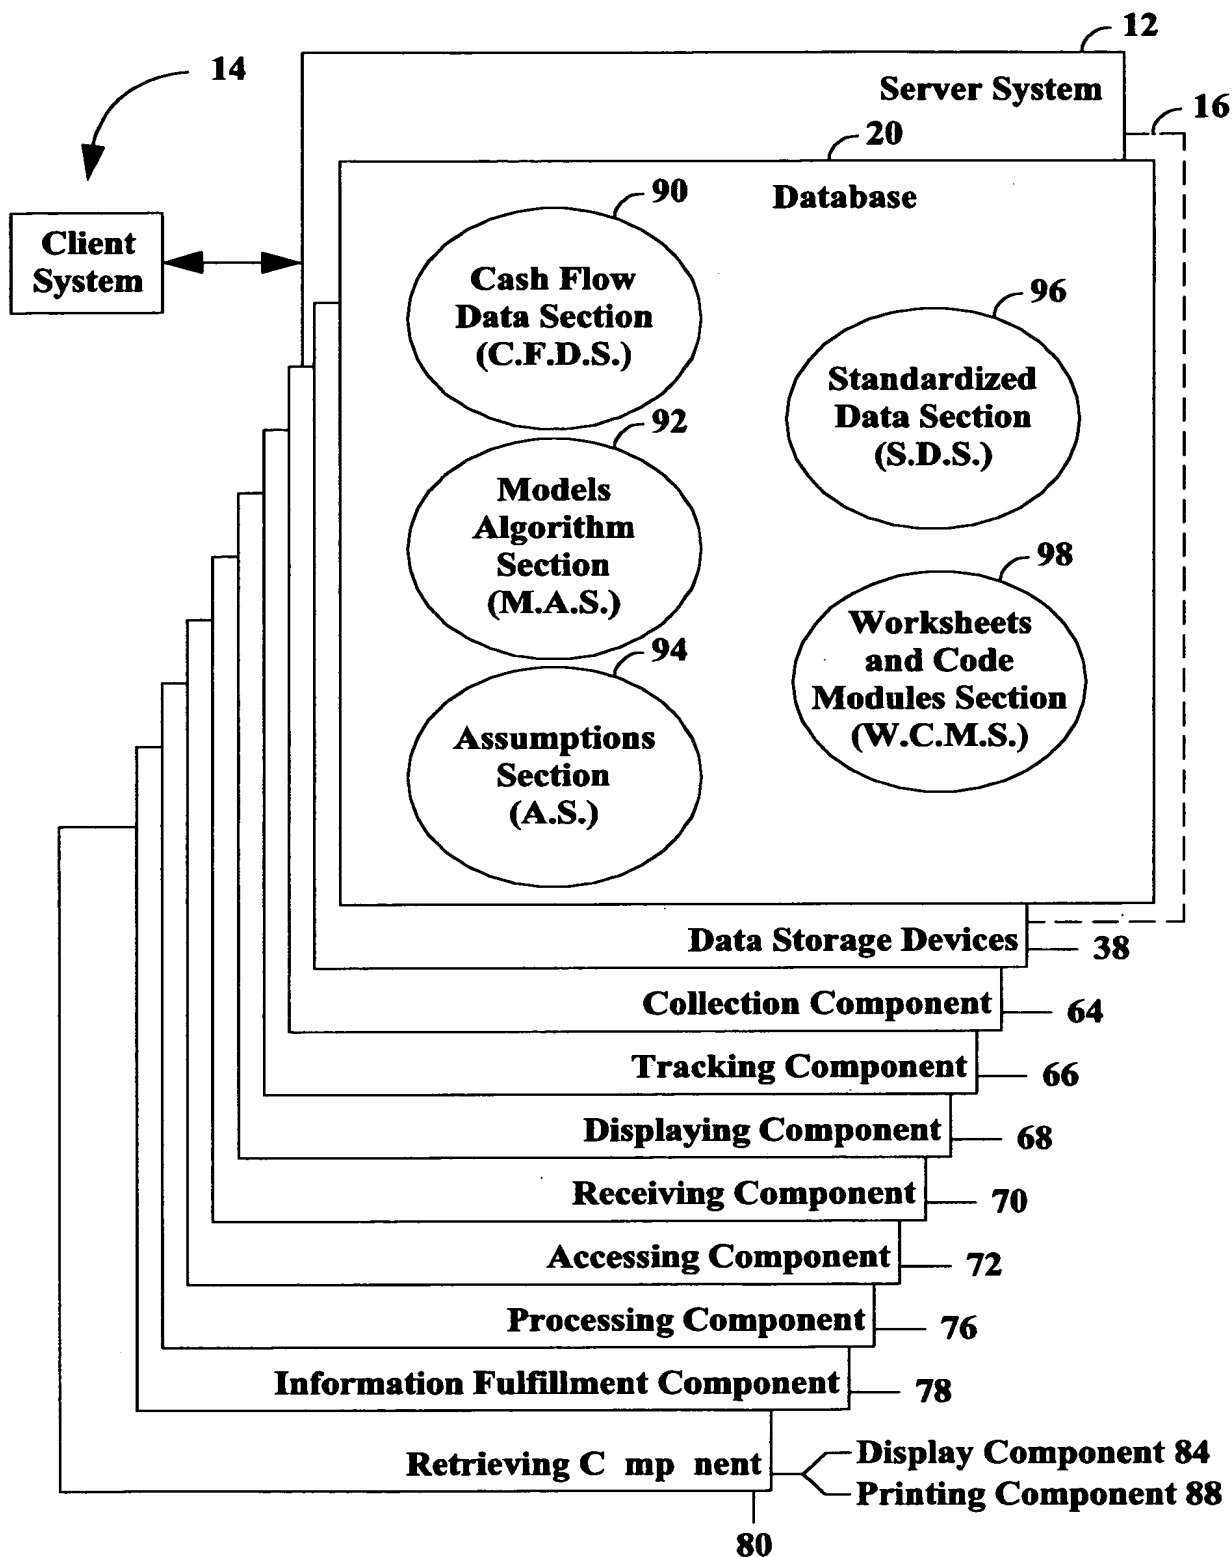 12
14
Server System
16
20
Database
90
Client
System
Cash Flow
Data Section
(C.F.D.S.)
96
Standardized
Data Section
(S.D.S.)
92
Models
Algorithm
Section
(M.A.S.)
98
Worksheets
and Code
Modules Section
(W.C.M.S.)
94
Assumptions
Section
(A.S.)
Data Storage Devices
38
Collection Component
64
Tracking Component
66
Displaying Component
68
Receiving Component
70
Accessing Component
72
Processing Component
76
Information Fulfillment Component
78
Retrieving C mp nent
Display Component 84
Printing Component 88
80